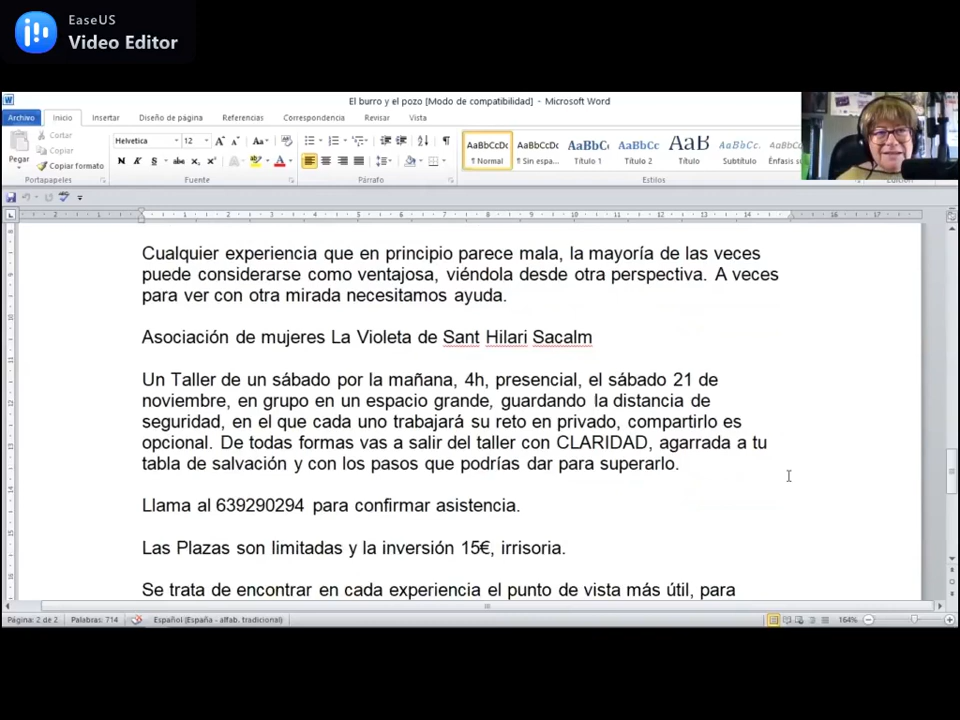 EaseUS
Video Editor
El burro y el pozo [Modo de compatibilidad] - Microsoft Word
Archivo Inicio Insertar Diseño de página Referencias Correspondencia Revisar Vista
Cortar
Copiar
Pegar
Copiar formato
Portapapeles
Helvetica 12
Fuente
Párrafo
AaBbCcDc AaBbCcDc AaBbC AaBbCc AaB AaBbCc. AaBbCc
¶ Normal ¶ Sin espa... Título 1 Título 2 Título Subtítulo Énfasis
Estilos
Cualquier experiencia que en principio parece mala, la mayoría de las veces
puede considerarse como ventajosa, viéndola desde otra perspectiva. A veces
para ver con otra mirada necesitamos ayuda.
Asociación de mujeres La Violeta de Sant Hilari Sacalm
Un Taller de un sábado por la mañana, 4h, presencial, el sábado 21 de
noviembre, en grupo en un espacio grande, guardando la distancia de
seguridad, en el que cada uno trabajará su reto en privado, compartirlo es
opcional. De todas formas vas a salir del taller con CLARIDAD, agarrada a tu
tabla de salvación y con los pasos que podrías dar para superarlo.
Llama al 639290294 para confirmar asistencia.
Las Plazas son limitadas y la inversión 15€, irrisoria.
Se trata de encontrar en cada experiencia el punto de vista más útil, para
Página: 2 de 2 Palabras: 714 Español (España - alfab. tradicional) 164%